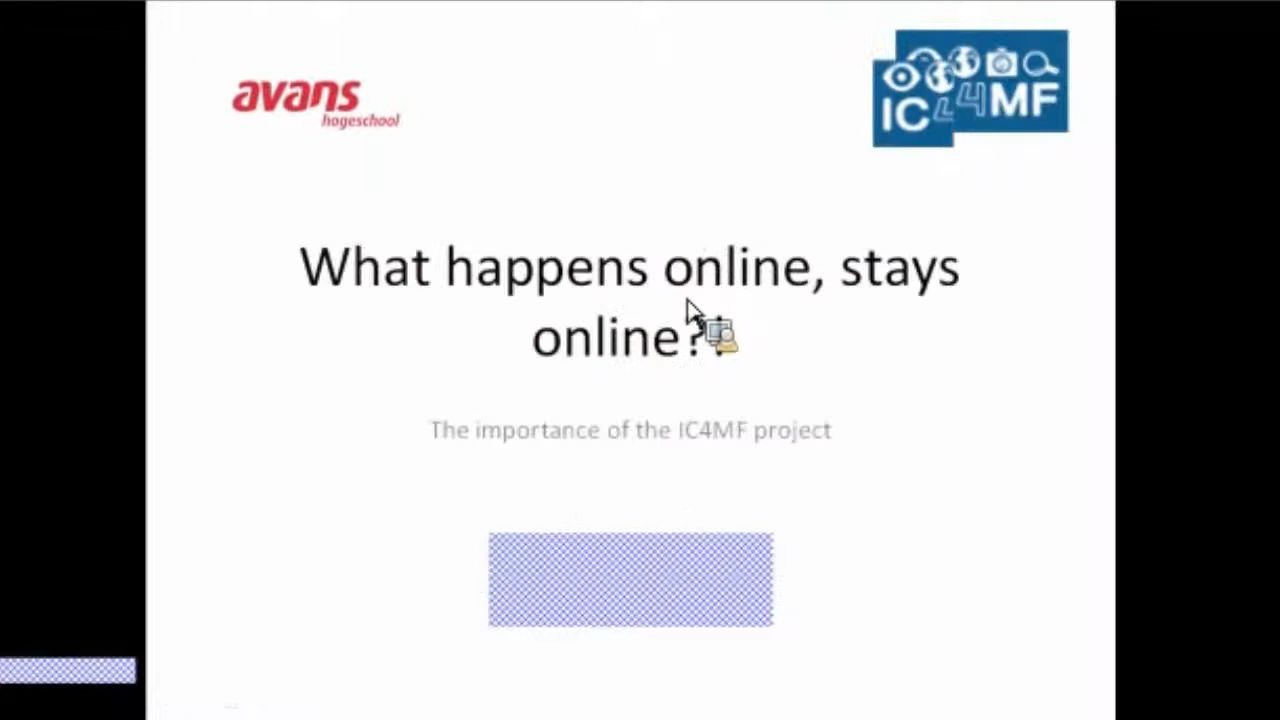 avans
hogeschool
IC4MF
What happens online, stays
online?!
The importance of the IC4MF project